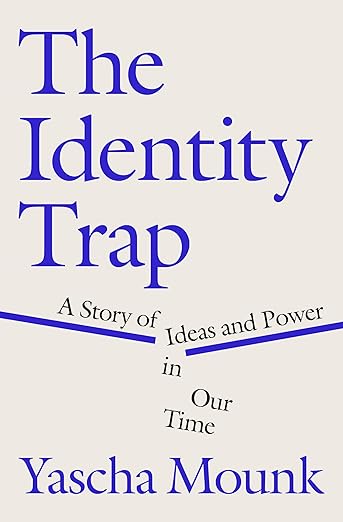 The
Identity
Trap
A Story of
Ideas and Power
in
Our
Time
Yascha Mounk